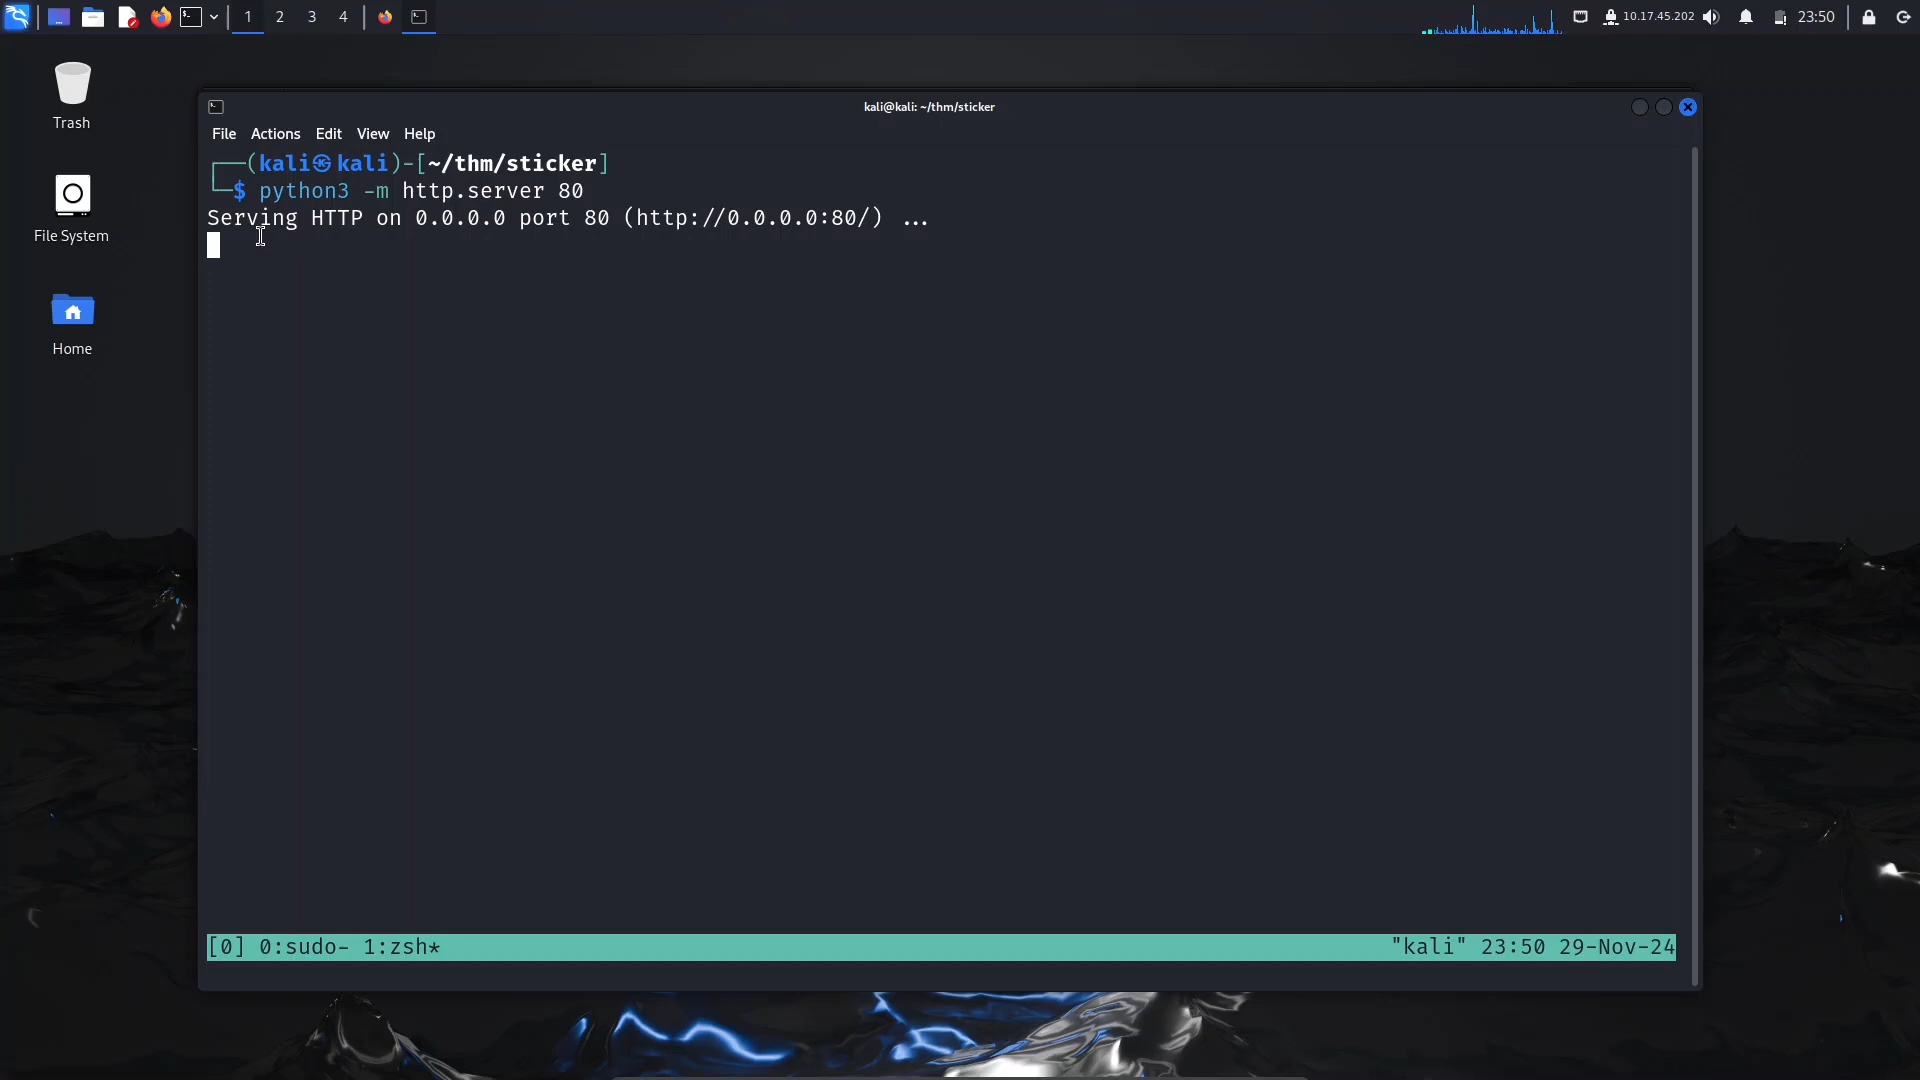 1 2 3 4
10.17.45.202
23:50
Trash
File System
Home
kali@kali: ~/thm/sticker
File Actions Edit View Help
┌──(kali㉿kali)-[~/thm/sticker]
└─$ python3 -m http.server 80
Serving HTTP on 0.0.0.0 port 80 (http://0.0.0.0:80/) ...
[0] 0:sudo- 1:zsh* "kali" 23:50 29-Nov-24